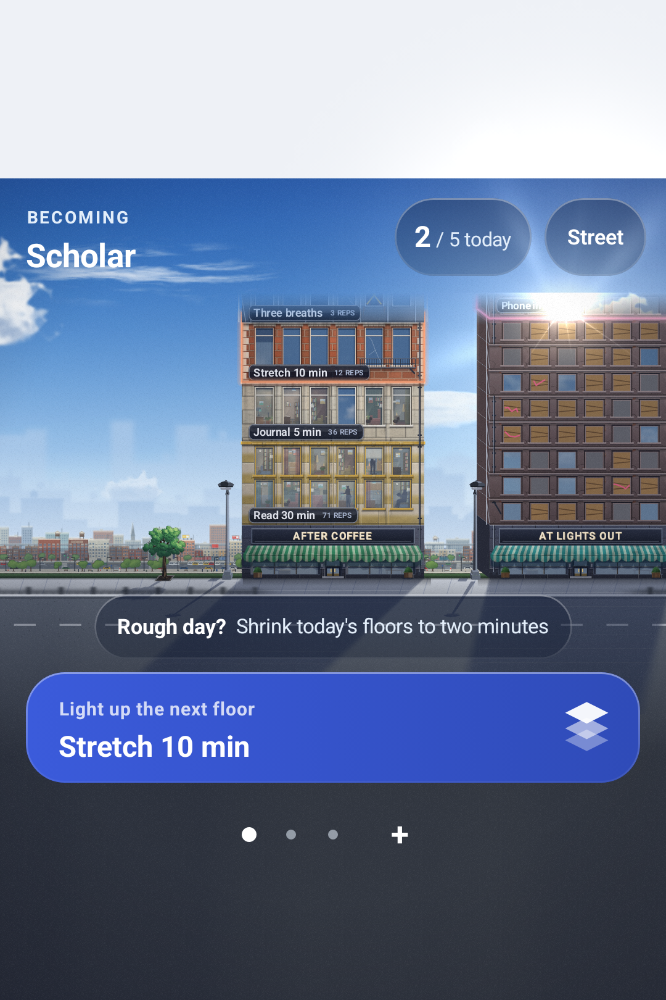 BECOMING
Scholar
2 / 5 today
Street
Three breaths 3 REPS
Stretch 10 min 12 REPS
Journal 5 min 36 REPS
Read 30 min 71 REPS
AFTER COFFEE
Phone
AT LIGHTS OUT
Rough day? Shrink today's floors to two minutes
Light up the next floor
Stretch 10 min
+